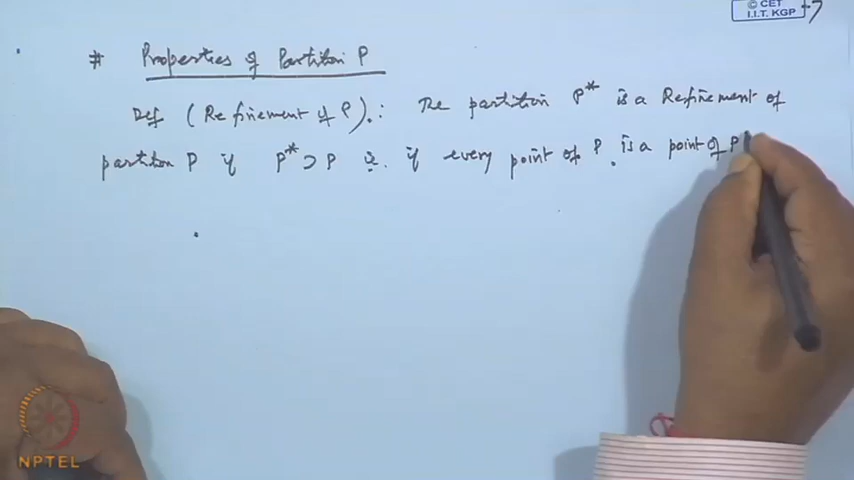 © CET
I.I.T. KGP
# Properties of Partition P
Def (Refinement of P).: The partition P* is a Refinement of
partition P if P* ⊃ P ie. if every point of P is a point of P
NPTEL